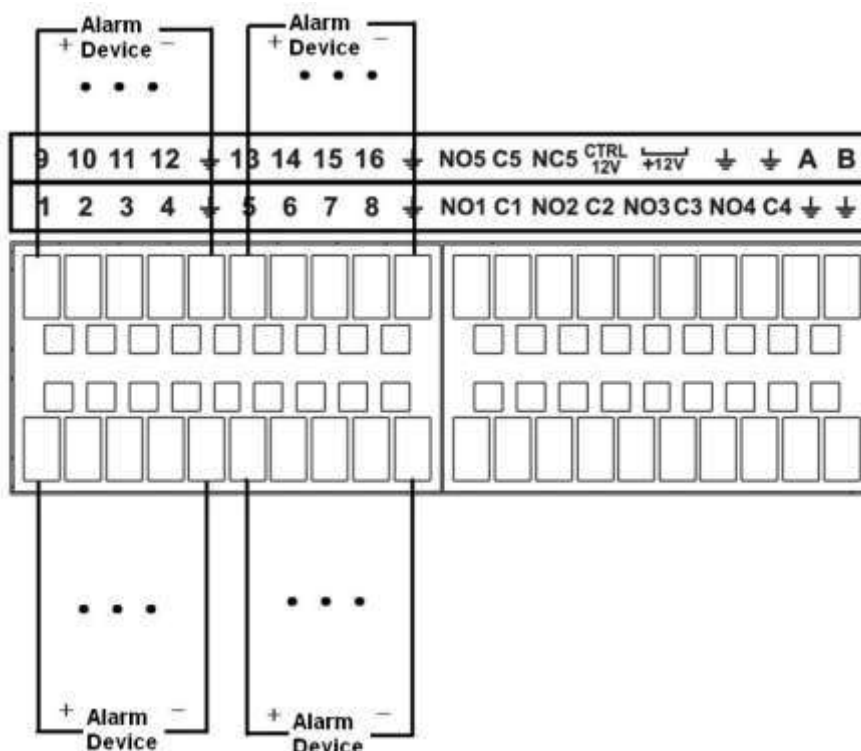 Alarm
+ Device −
Alarm
+ Device −
9 10 11 12 ⏚ 13 14 15 16 ⏚ NO5 C5 NC5 CTRL 12V +12V ⏚ ⏚ A B
1 2 3 4 ⏚ 5 6 7 8 ⏚ NO1 C1 NO2 C2 NO3 C3 NO4 C4 ⏚ ⏚
+ Alarm −
Device
+ Alarm −
Device